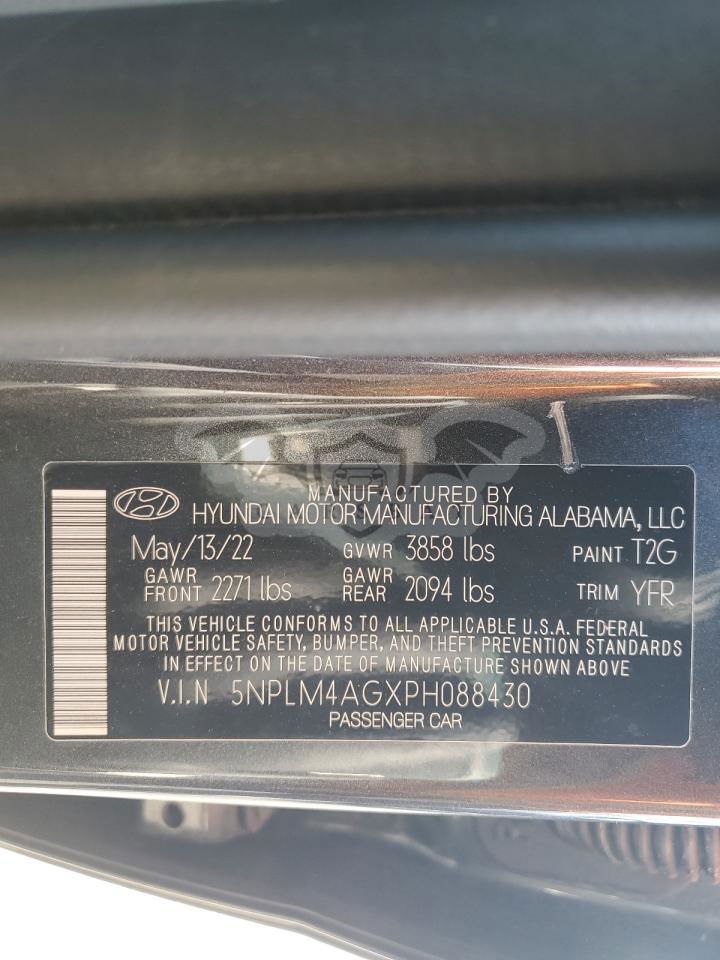 MANUFACTURED BY
HYUNDAI MOTOR MANUFACTURING ALABAMA, LLC
May/13/22 GVWR 3858 lbs PAINT T2G
GAWR FRONT 2271 lbs GAWR REAR 2094 lbs TRIM YFR
THIS VEHICLE CONFORMS TO ALL APPLICABLE U.S.A. FEDERAL
MOTOR VEHICLE SAFETY, BUMPER, AND THEFT PREVENTION STANDARDS
IN EFFECT ON THE DATE OF MANUFACTURE SHOWN ABOVE
V.I.N 5NPLM4AGXPH088430
PASSENGER CAR